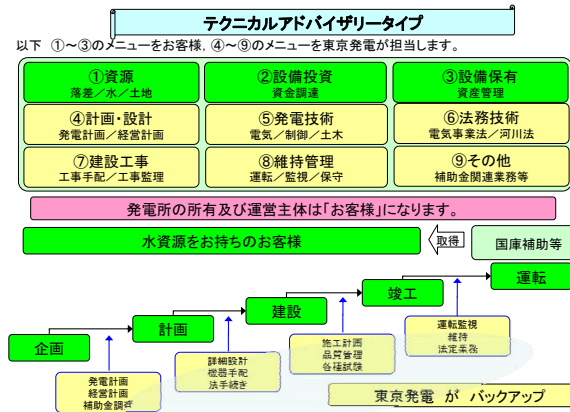 テクニカルアドバイザリータイプ
以下 ①～③のメニューをお客様, ④～⑨のメニューを東京発電が担当します。
①資源
落差／水／土地
②設備投資
資金調達
③設備保有
資産管理
④計画・設計
発電計画／経営計画
⑤発電技術
電気／制御／土木
⑥法務技術
電気事業法／河川法
⑦建設工事
工事手配／工事監理
⑧維持管理
運転／監視／保守
⑨その他
補助金関連業務等
発電所の所有及び運営主体は「お客様」になります。
水資源をお持ちのお客様
取得
国庫補助等
企画
計画
建設
竣工
運転
発電計画
経営計画
補助金調き
詳細設計
機器手配
法手続き
施工計画
品質管理
各種試験
運転監視
維持
法定業務
東京発電 が バックアップ